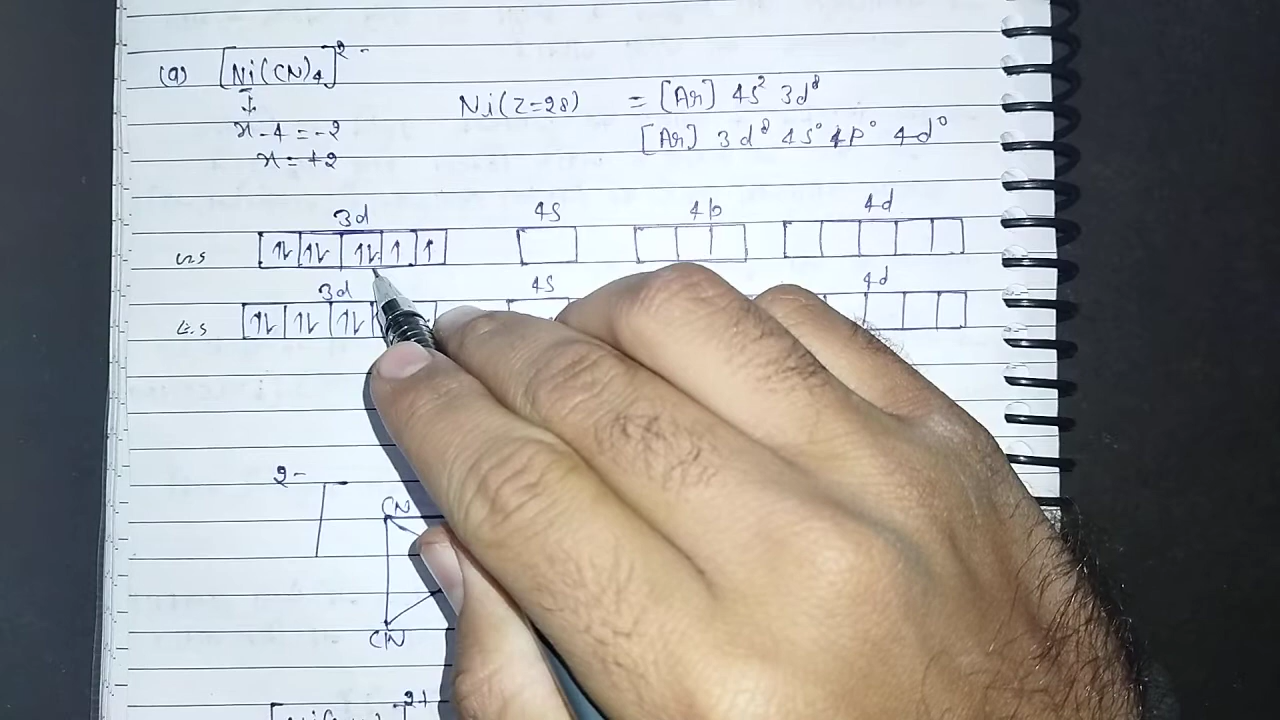 (a) [Ni(CN)4]2-
Ni(Z=28) = [Ar] 4s2 3d8
x-4=-2
[Ar] 3d8 4s0 4p0 4d0
x=+2
3d 4s 4p 4d
G.S ↑↓ ↑↓ ↑↓ ↑ ↑
3d 4s 4d
E.S ↑↓ ↑↓ ↑↓
2-
CN
CN
2+